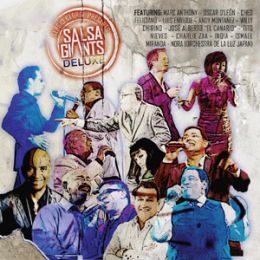 FEATURING: MARC ANTHONY - OSCAR D'LEÓN - CHEO
FELICIANO - LUIS ENRIQUE - ANDY MONTAÑEZ - WILLY
CHIRINO - JOSÉ ALBERTO "EL CANARIO" - TITO
NIEVES - CHARLIE ZAA - INDIA - ISMAEL
MIRANDA - NORA (ORCHESTRA DE LA LUZ JAPAN)
SALSA
GIANTS
DELUXE